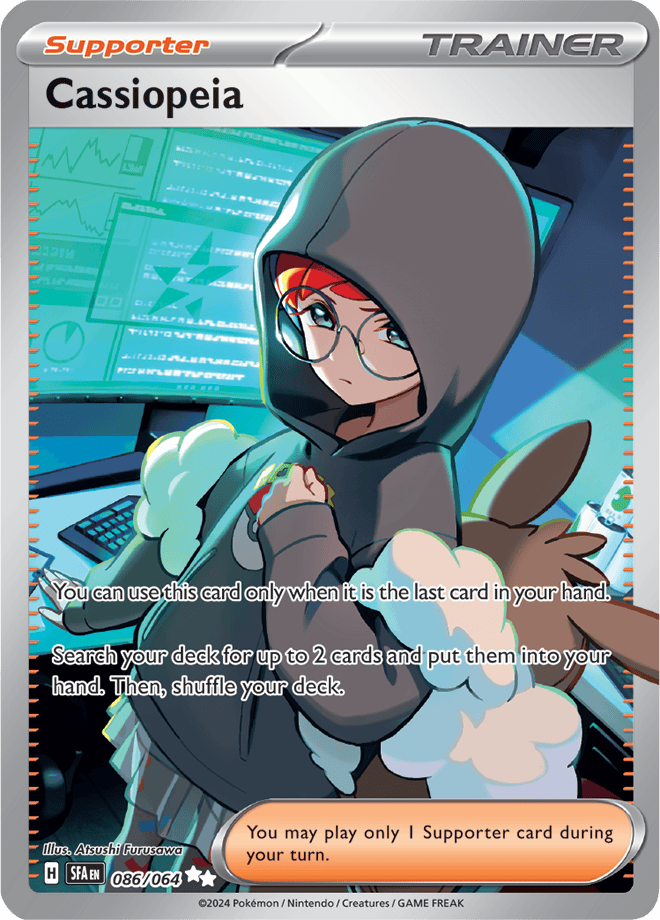 Supporter
TRAINER
Cassiopeia
You can use this card only when it is the last card in your hand.
Search your deck for up to 2 cards and put them into your
hand. Then, shuffle your deck.
You may play only 1 Supporter card during
your turn.
Illus. Atsushi Furusawa
H SFA EN 086/064
©2024 Pokémon / Nintendo / Creatures / GAME FREAK